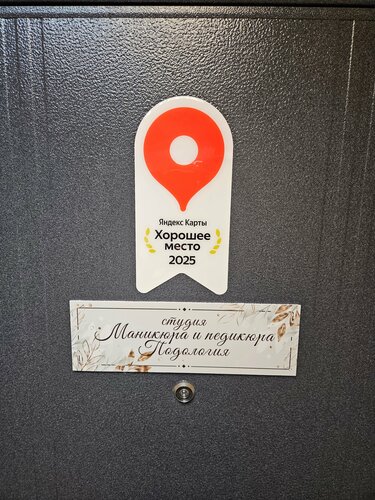 Яндекс Карты
Хорошее
место
2025
студия
Маникюра и педикюра
Подология